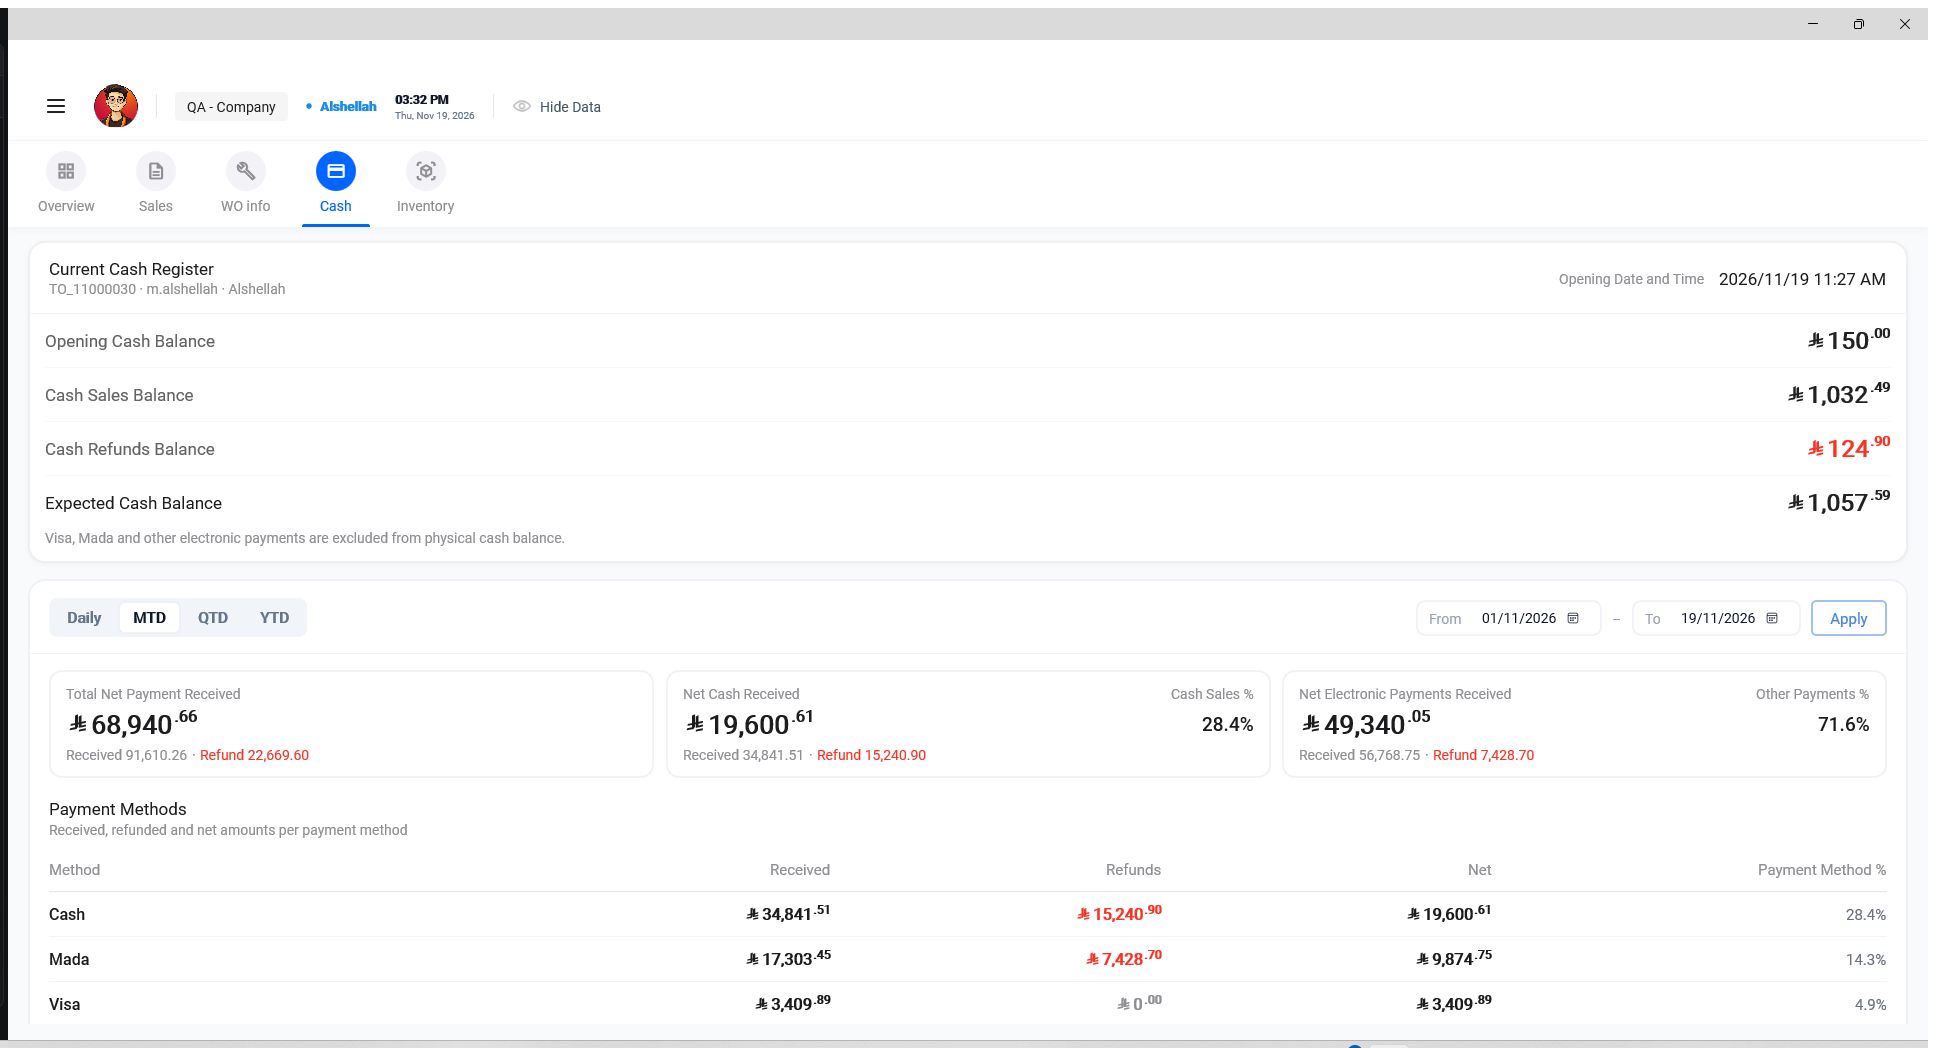 QA - Company
• Alshellah
03:32 PM
Thu, Nov 19, 2026
Hide Data
Overview
Sales
WO info
Cash
Inventory
Current Cash Register
TO_11000030 · m.alshellah · Alshellah
Opening Date and Time 2026/11/19 11:27 AM
Opening Cash Balance 150.00
Cash Sales Balance 1,032.49
Cash Refunds Balance 124.90
Expected Cash Balance 1,057.59
Visa, Mada and other electronic payments are excluded from physical cash balance.
Daily MTD QTD YTD
From 01/11/2026 – To 19/11/2026 Apply
Total Net Payment Received
68,940.66
Received 91,610.26 · Refund 22,669.60
Net Cash Received Cash Sales %
19,600.61 28.4%
Received 34,841.51 · Refund 15,240.90
Net Electronic Payments Received Other Payments %
49,340.05 71.6%
Received 56,768.75 · Refund 7,428.70
Payment Methods
Received, refunded and net amounts per payment method
Method Received Refunds Net Payment Method %
Cash 34,841.51 15,240.90 19,600.61 28.4%
Mada 17,303.45 7,428.70 9,874.75 14.3%
Visa 3,409.89 0.00 3,409.89 4.9%